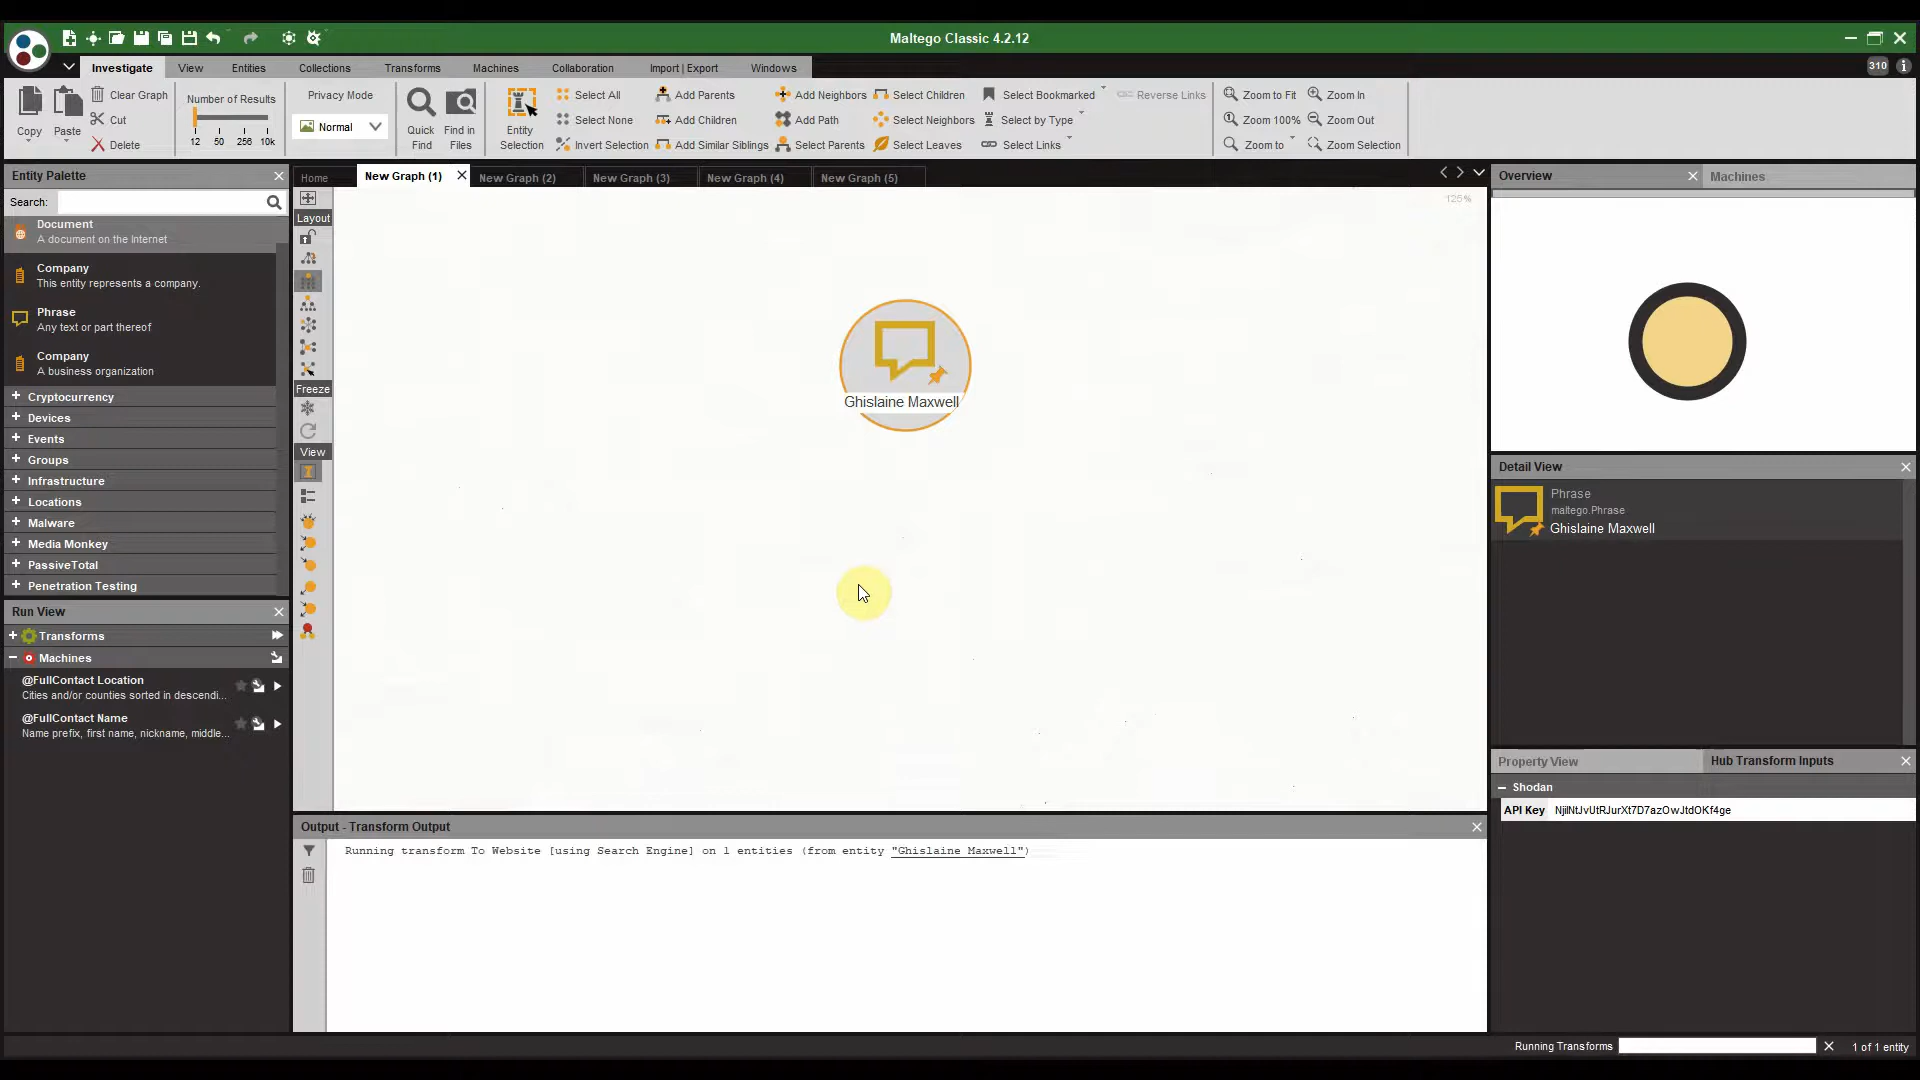 Maltego Classic 4.2.12
Investigate
View
Entities
Collections
Transforms
Machines
Collaboration
Import | Export
Windows
310
Copy
Paste
Clear Graph
Cut
Delete
Number of Results
12 50 256 10k
Privacy Mode
Normal
Quick Find
Find in Files
Entity Selection
Select All
Select None
Invert Selection
Add Parents
Add Children
Add Similar Siblings
Add Neighbors
Add Path
Select Parents
Select Children
Select Neighbors
Select Leaves
Select Bookmarked
Select by Type
Select Links
Reverse Links
Zoom to Fit
Zoom 100%
Zoom to
Zoom In
Zoom Out
Zoom Selection
Entity Palette
Search:
Document
A document on the Internet
Company
This entity represents a company.
Phrase
Any text or part thereof
Company
A business organization
Cryptocurrency
Devices
Events
Groups
Infrastructure
Locations
Malware
Media Monkey
PassiveTotal
Penetration Testing
Run View
Transforms
Machines
@FullContact Location
Cities and/or counties sorted in descendi...
@FullContact Name
Name prefix, first name, nickname, middle...
Home
New Graph (1)
New Graph (2)
New Graph (3)
New Graph (4)
New Graph (5)
Layout
Freeze
View
125%
Ghislaine Maxwell
Output - Transform Output
Running transform To Website [using Search Engine] on 1 entities (from entity "Ghislaine Maxwell")
Overview
Machines
Detail View
Phrase
maltego.Phrase
Ghislaine Maxwell
Property View
Hub Transform Inputs
Shodan
API Key
Running Transforms
1 of 1 entity